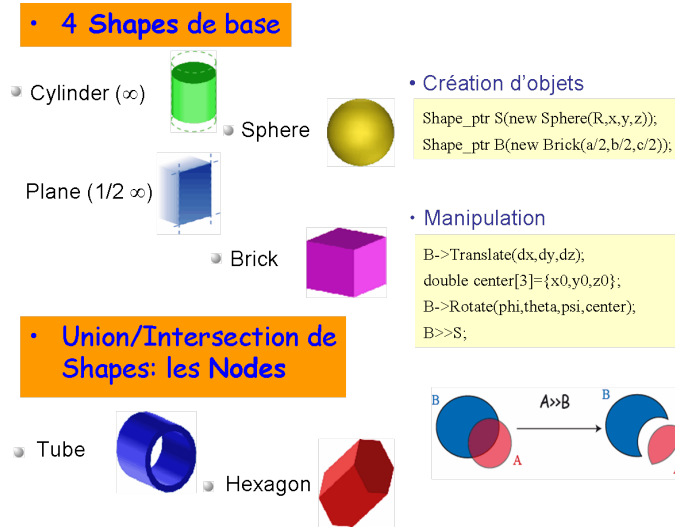 • 4 Shapes de base
Cylinder (∞)
Sphere
Plane (1/2 ∞)
Brick
• Création d'objets
Shape_ptr S(new Sphere(R,x,y,z));
Shape_ptr B(new Brick(a/2,b/2,c/2));
• Manipulation
B->Translate(dx,dy,dz);
double center[3]={x0,y0,z0};
B->Rotate(phi,theta,psi,center);
B>>S;
• Union/Intersection de
Shapes: les Nodes
Tube
Hexagon
B
A>>B
B
A